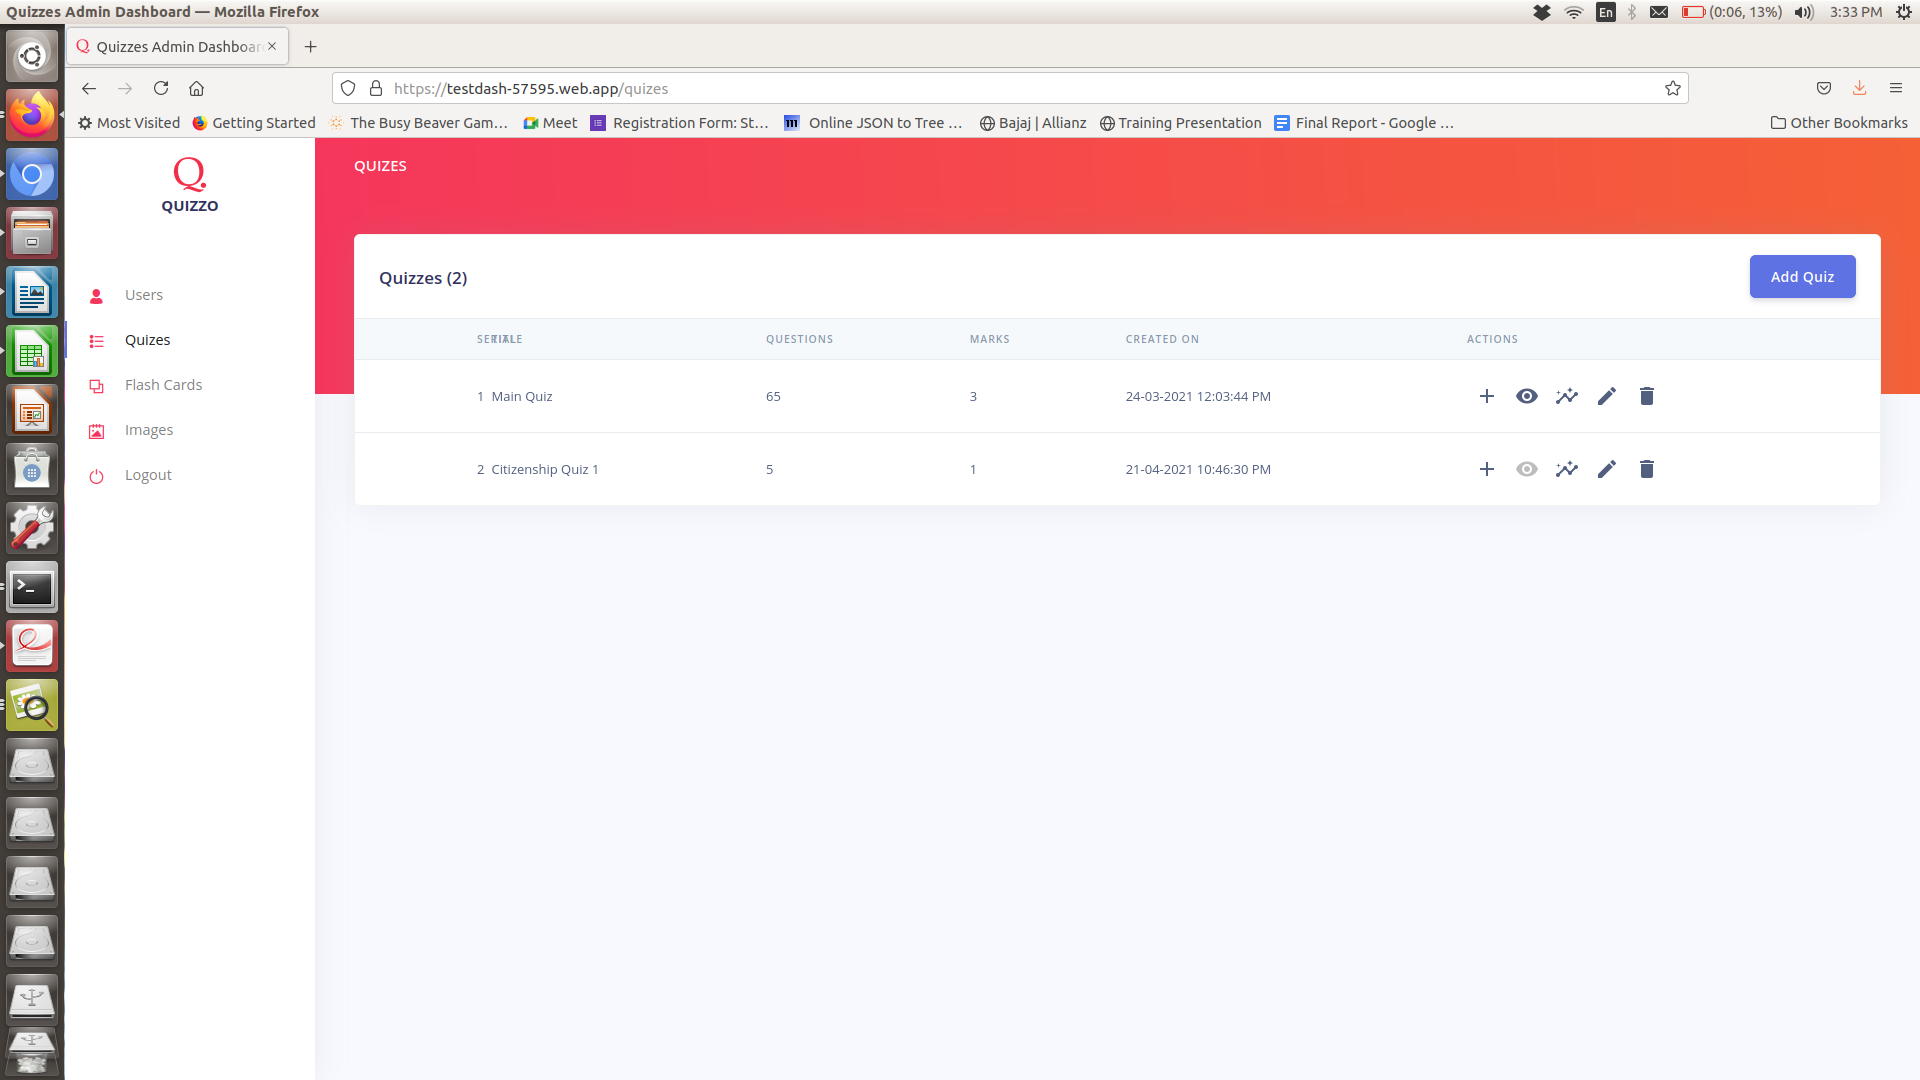 Quizzes Admin Dashboard — Mozilla Firefox
En (0:06, 13%) 3:33 PM
Quizzes Admin Dashboar
https://testdash-57595.web.app/quizes
Most Visited Getting Started The Busy Beaver Gam… Meet Registration Form: St… Online JSON to Tree … Bajaj | Allianz Training Presentation Final Report - Google … Other Bookmarks
QUIZZO
Users
Quizes
Flash Cards
Images
Logout
QUIZES
Quizzes (2)
Add Quiz
SERIAL TITLE QUESTIONS MARKS CREATED ON ACTIONS
1 Main Quiz 65 3 24-03-2021 12:03:44 PM
2 Citizenship Quiz 1 5 1 21-04-2021 10:46:30 PM